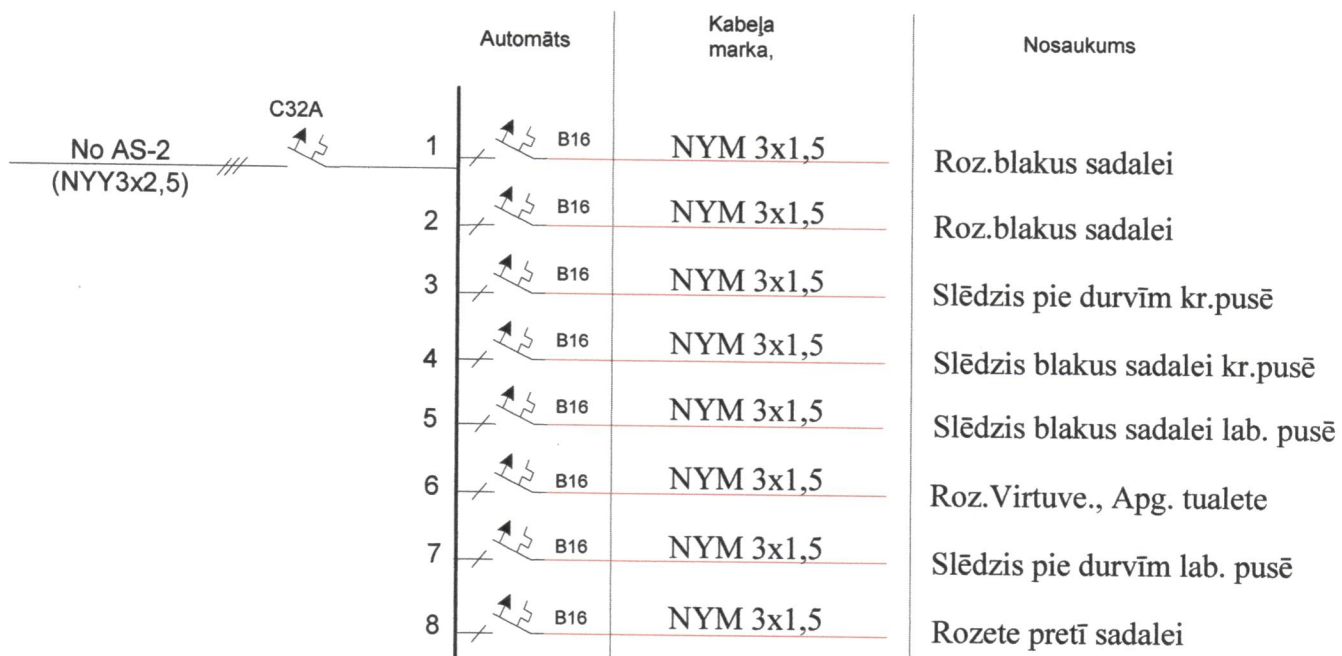 Automāts
Kabeļa
marka,
Nosaukums
C32A
No AS-2
(NYY3x2,5)
1 B16 NYM 3x1,5 Roz.blakus sadalei
2 B16 NYM 3x1,5 Roz.blakus sadalei
3 B16 NYM 3x1,5 Slēdzis pie durvīm kr.pusē
4 B16 NYM 3x1,5 Slēdzis blakus sadalei kr.pusē
5 B16 NYM 3x1,5 Slēdzis blakus sadalei lab. pusē
6 B16 NYM 3x1,5 Roz.Virtuve., Apg. tualete
7 B16 NYM 3x1,5 Slēdzis pie durvīm lab. pusē
8 B16 NYM 3x1,5 Rozete pretī sadalei